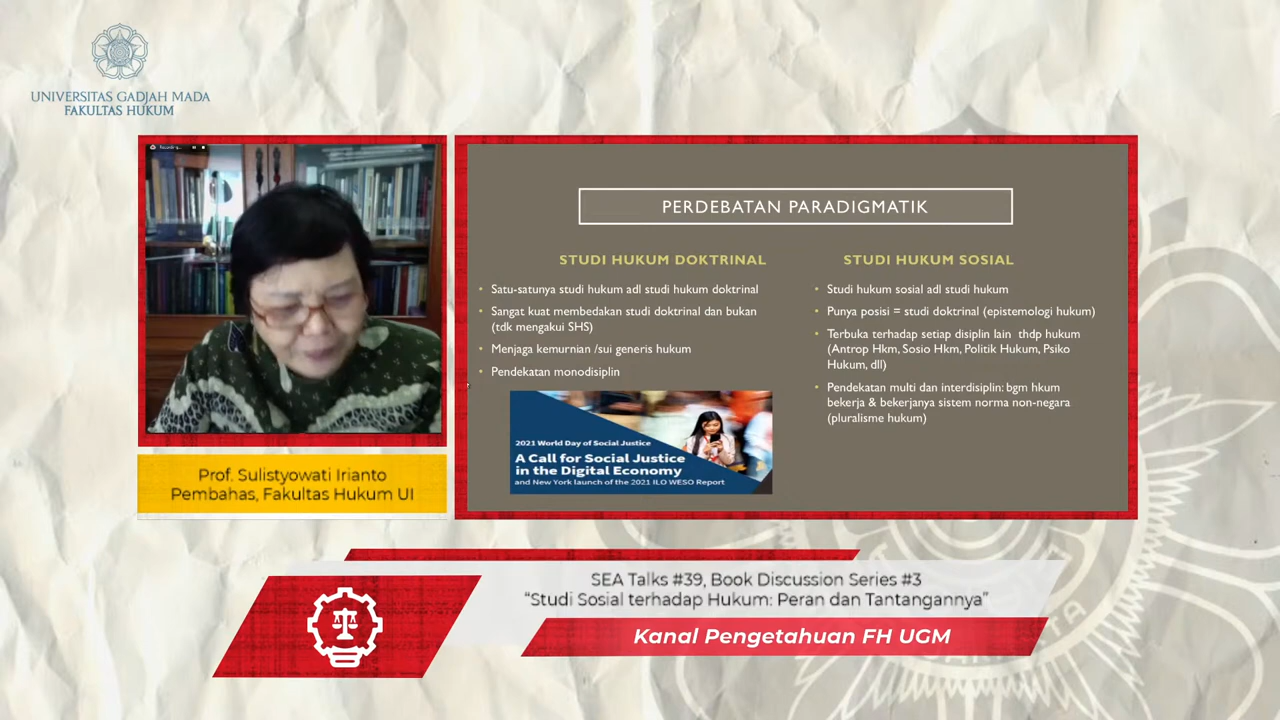 UNIVERSITAS GADJAH MADA
FAKULTAS HUKUM
PERDEBATAN PARADIGMATIK
STUDI HUKUM DOKTRINAL
• Satu-satunya studi hukum adl studi hukum doktrinal
• Sangat kuat membedakan studi doktrinal dan bukan
(tdk mengakui SHS)
• Menjaga kemurnian /sui generis hukum
• Pendekatan monodisiplin
2021 World Day of Social Justice
A Call for Social Justice
in the Digital Economy
and New York launch of the 2021 ILO WESO Report
STUDI HUKUM SOSIAL
• Studi hukum sosial adl studi hukum
• Punya posisi = studi doktrinal (epistemologi hukum)
• Terbuka terhadap setiap disiplin lain thdp hukum
(Antrop Hkm, Sosio Hkm, Politik Hukum, Psiko
Hukum, dll)
• Pendekatan multi dan interdisiplin: bgm hkum
bekerja & bekerjanya sistem norma non-negara
(pluralisme hukum)
Prof. Sulistyowati Irianto
Pembahas, Fakultas Hukum UI
SEA Talks #39, Book Discussion Series #3
“Studi Sosial terhadap Hukum: Peran dan Tantangannya”
Kanal Pengetahuan FH UGM